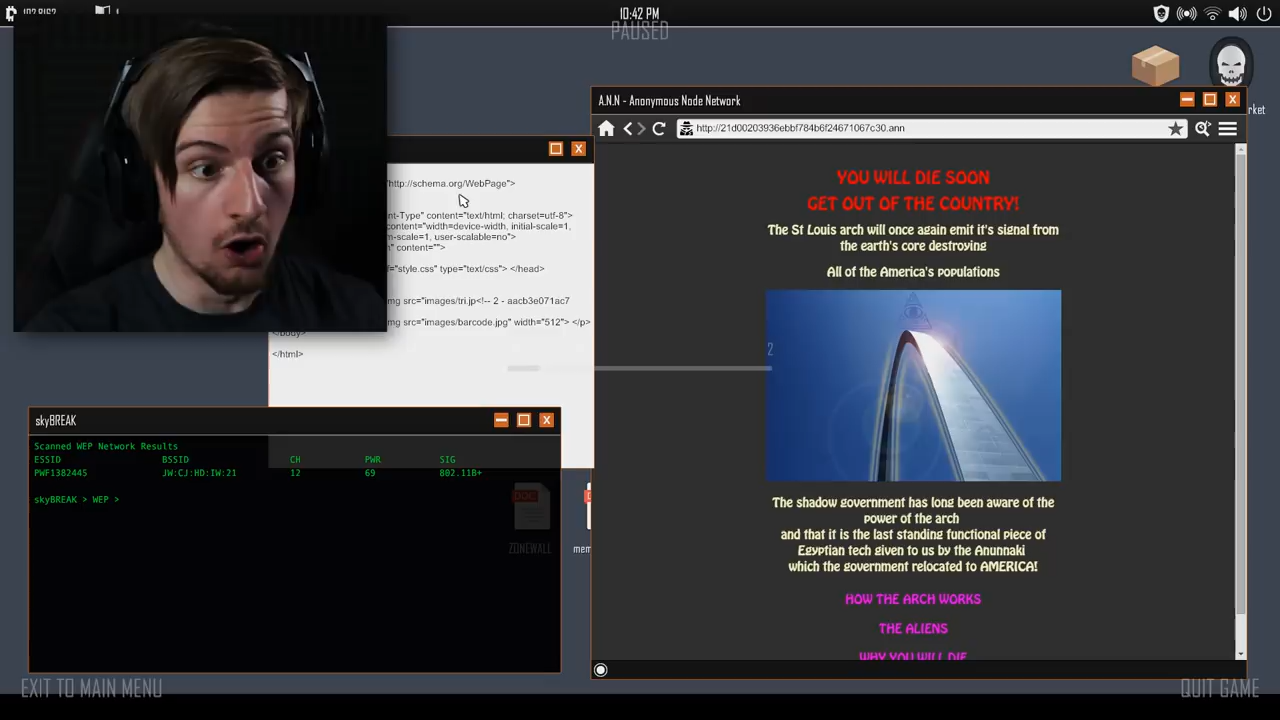 10:42 PM
PAUSED
A.N.N - Anonymous Node Network
http://21d00203936ebbf784b6f24671067c30.ann
YOU WILL DIE SOON
GET OUT OF THE COUNTRY!
The St Louis arch will once again emit it's signal from
the earth's core destroying
All of the America's populations
The shadow government has long been aware of the
power of the arch
and that it is the last standing functional piece of
Egyptian tech given to us by the Anunnaki
which the government relocated to AMERICA!
HOW THE ARCH WORKS
THE ALIENS
WHY YOU WILL DIE
"http://schema.org/WebPage">
nt-Type" content="text/html; charset=utf-8">
content="width=device-width, initial-scale=1,
m-scale=1, user-scalable=no">
content="">
="style.css" type="text/css"> </head>
mg src="images/tri.jp<!-- 2 - aacb3e071ac7
mg src="images/barcode.jpg" width="512"> </p>
</body>
</html>
2
skyBREAK
Scanned WEP Network Results
ESSID BSSID CH PWR SIG
PWF1382445 JW:CJ:HD:IW:21 12 69 802.11B+
skyBREAK > WEP >
ZONEWALL
EXIT TO MAIN MENU
QUIT GAME